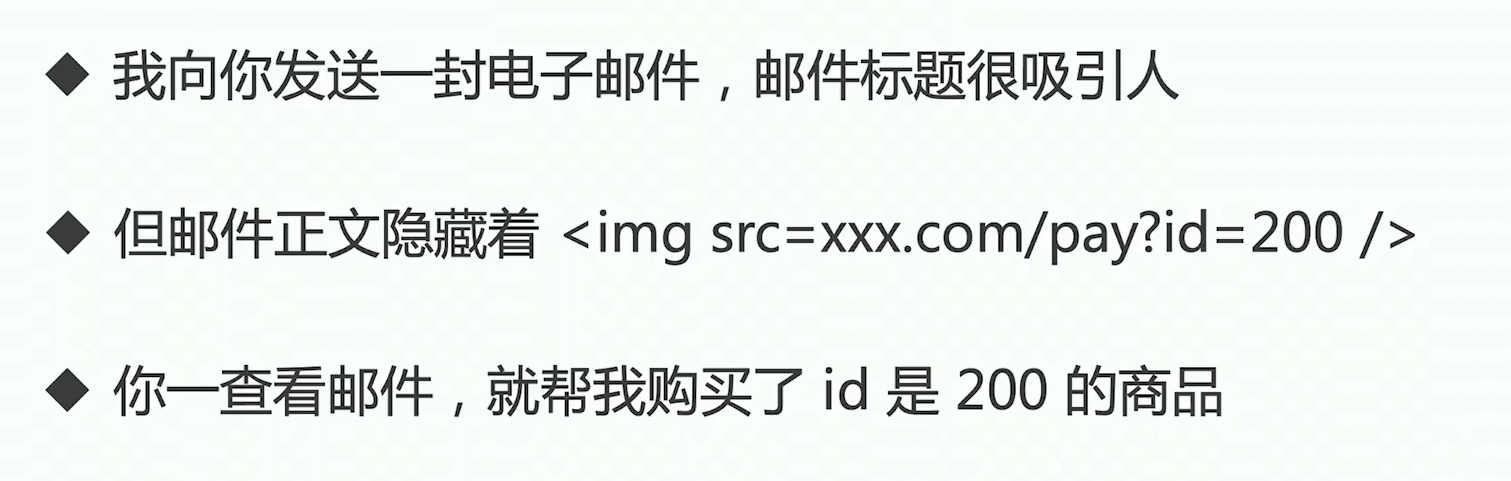 ◆ 我向你发送一封电子邮件，邮件标题很吸引人
◆ 但邮件正文隐藏着 <img src=xxx.com/pay?id=200 />
◆ 你一查看邮件，就帮我购买了 id 是 200 的商品